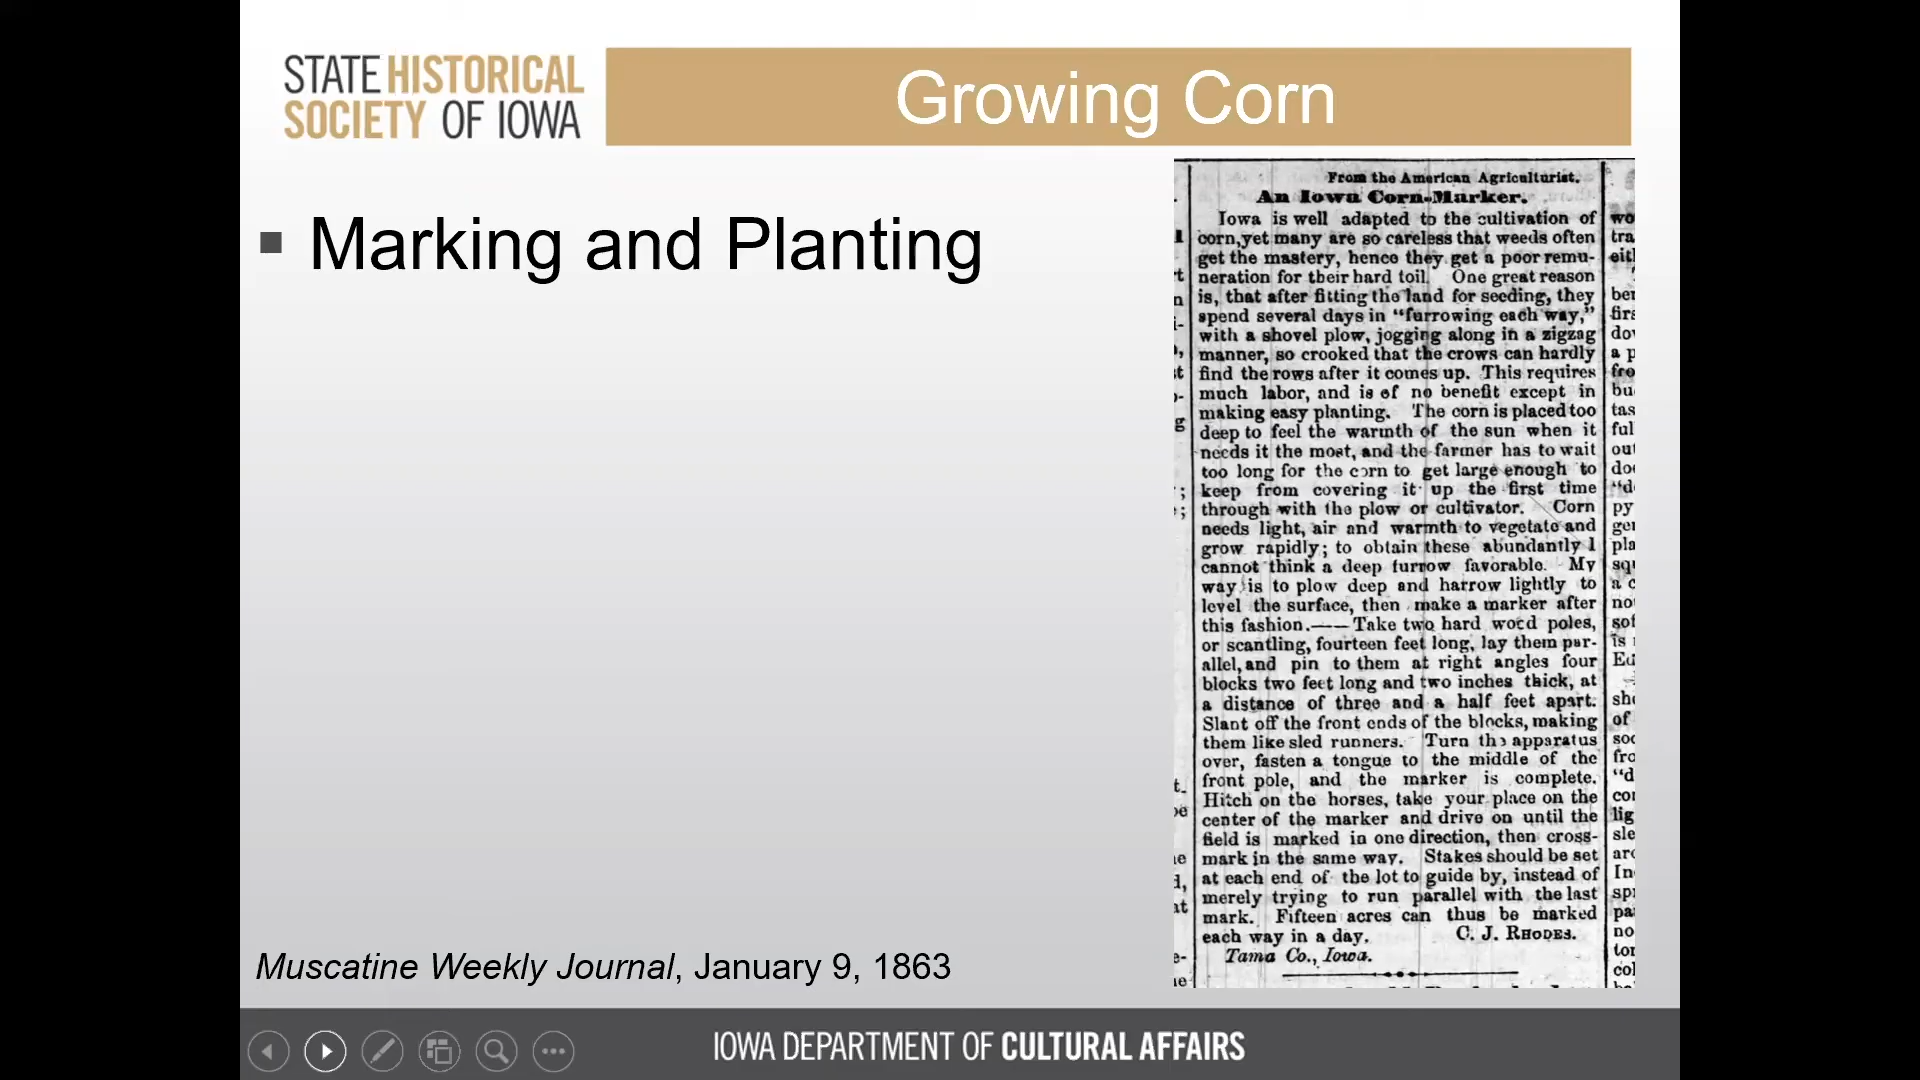 STATE HISTORICAL
SOCIETY OF IOWA
Growing Corn
Marking and Planting
From the American Agriculturist.
An Iowa Corn-Marker.
Iowa is well adapted to the cultivation of
corn, yet many are so careless that weeds often
get the mastery, hence they get a poor remu-
neration for their hard toil. One great reason
is, that after fitting the land for seeding, they
spend several days in "furrowing each way,"
with a shovel plow, jogging along in a zigzag
manner, so crooked that the crows can hardly
find the rows after it comes up. This requires
much labor, and is of no benefit except in
making easy planting. The corn is placed too
deep to feel the warmth of the sun when it
needs it the most, and the farmer has to wait
too long for the corn to get large enough to
keep from covering it up the first time
through with the plow or cultivator. Corn
needs light, air and warmth to vegetate and
grow rapidly; to obtain these abundantly I
cannot think a deep furrow favorable. My
way is to plow deep and harrow lightly to
level the surface, then make a marker after
this fashion.—— Take two hard wood poles,
or scantling, fourteen feet long, lay them par-
allel, and pin to them at right angles four
blocks two feet long and two inches thick, at
a distance of three and a half feet apart.
Slant off the front ends of the blocks, making
them like sled runners. Turn the apparatus
over, fasten a tongue to the middle of the
front pole, and the marker is complete.
Hitch on the horses, take your place on the
center of the marker and drive on until the
field is marked in one direction, then cross-
mark in the same way. Stakes should be set
at each end of the lot to guide by, instead of
merely trying to run parallel with the last
mark. Fifteen acres can thus be marked
each way in a day. C. J. RHODES.
Tama Co., Iowa.
Muscatine Weekly Journal, January 9, 1863
IOWA DEPARTMENT OF CULTURAL AFFAIRS